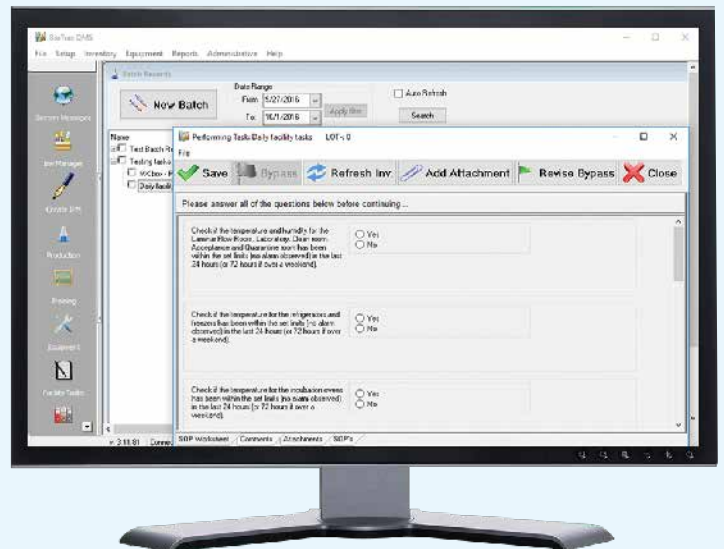 BioTrac QMS
File Setup Inventory Equipment Reports Administrative Help
Batch Records
New Batch
Date Range
From: 5/27/2016
To: 10/1/2016
Apply filter
Auto Refresh
Search
Name
Test Batch Re
Testing tasks
Daily facili
Performing Task: Daily facility tasks LOT-: 0
File
Save
Bypass
Refresh Inv.
Add Attachment
Revise Bypass
Close
Please answer all of the questions below before continuing ...
Check if the temperature and humidity for the
Laminar Flow Room, Laboratory, Clean room,
Acceptance and Quarantine room has been
within the set limits (no alarm observed) in the last
24 hours (or 72 hours if over a weekend).
Yes
No
Check if the temperature for the refrigerators and
freezers has been within the set limits (no alarm
observed) in the last 24 hours (or 72 hours if over
a weekend).
Yes
No
Check if the temperature for the incubation ovens
has been within the set limits (no alarm observed)
in the last 24 hours (or 72 hours if over a
weekend).
Yes
No
SOP Worksheet Comments Attachments SOP's
Production
Training
Equipment
Facility Tasks